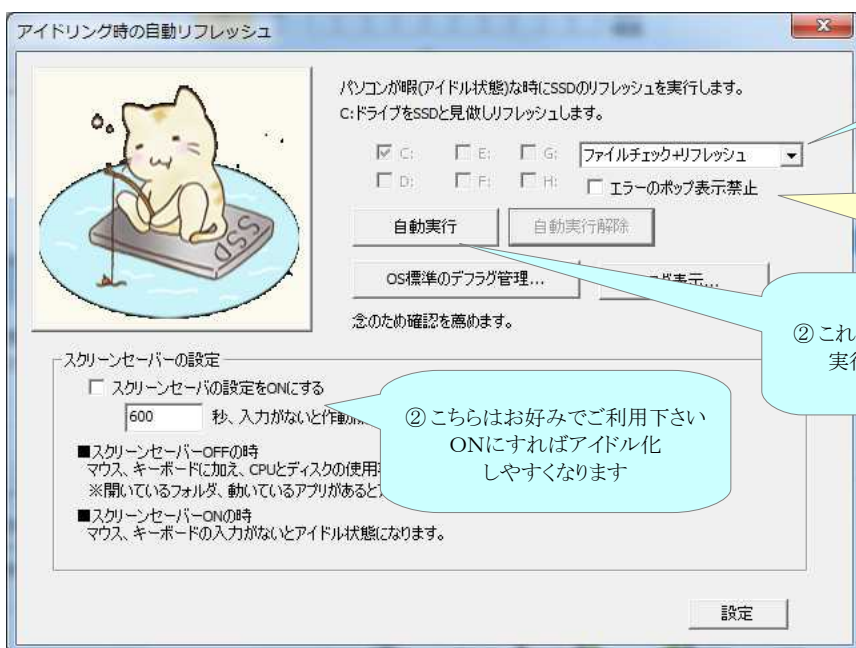 アイドリング時の自動リフレッシュ
パソコンが暇(アイドル状態)な時にSSDのリフレッシュを実行します。
C:ドライブをSSDと見做しリフレッシュします。
C: E: G: ファイルチェック+リフレッシュ
D: F: H: エラーのポップ表示禁止
SSD
自動実行 自動実行解除
OS標準のデフラグ管理... 表示...
念のため確認を薦めます。
②これ
実行
スクリーンセーバーの設定
スクリーンセーバの設定をONにする
600 秒、入力がないと作動
②こちらはお好みでご利用下さい
ONにすればアイドル化
しやすくなります
■スクリーンセーバーOFFの時
マウス、キーボードに加え、CPUとディスクの使用
※開いているフォルダ、動いているアプリがあると
■スクリーンセーバーONの時
マウス、キーボードの入力がないとアイドル状態になります。
設定